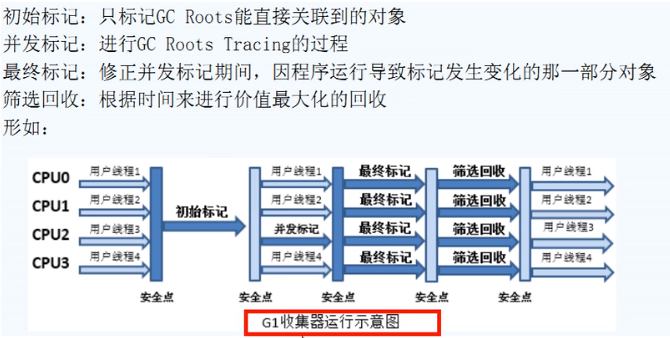 初始标记：只标记GC Roots能直接关联到的对象
并发标记：进行GC Roots Tracing的过程
最终标记：修正并发标记期间，因程序运行导致标记发生变化的那一部分对象
筛选回收：根据时间来进行价值最大化的回收
形如：
CPU0 用户线程1 用户线程1 最终标记 筛选回收 用户线程1
CPU1 用户线程2 初始标记 用户线程2 最终标记 筛选回收 用户线程2
CPU2 用户线程3 并发标记 最终标记 筛选回收 用户线程3
CPU3 用户线程4 用户线程4 最终标记 筛选回收 用户线程4
安全点 安全点 安全点 安全点 安全点
G1收集器运行示意图